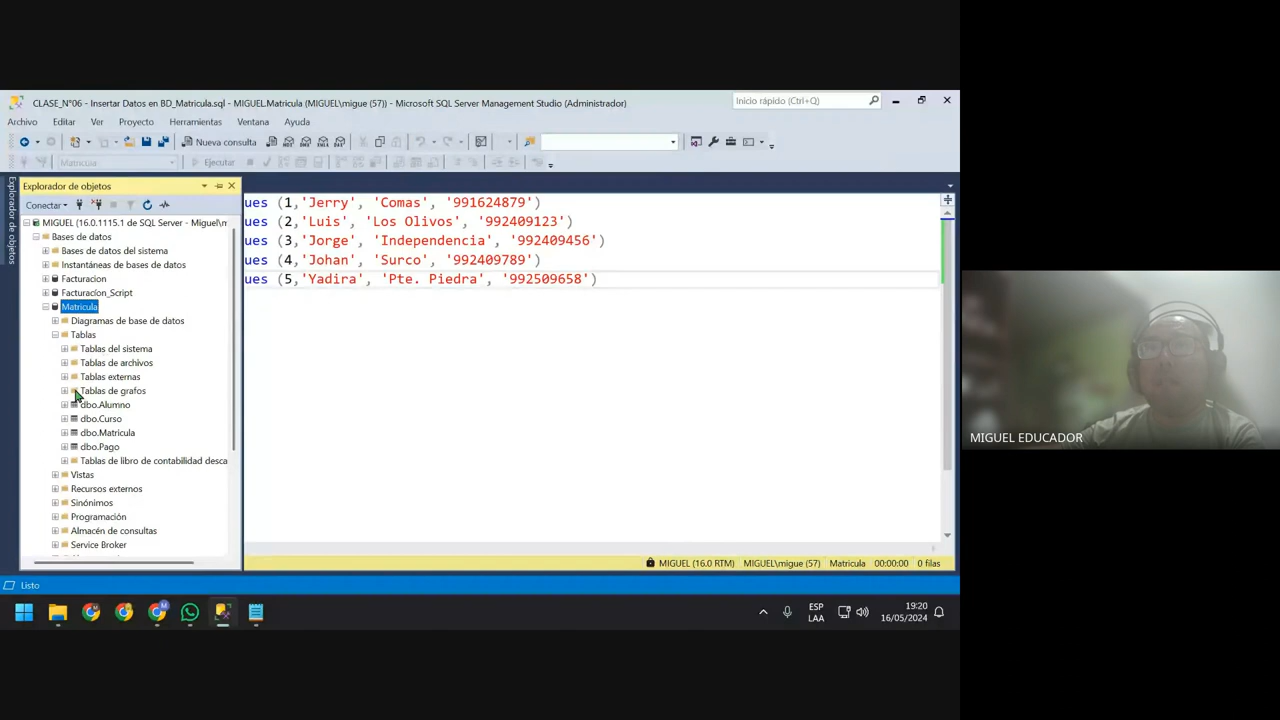 CLASE_N°06 - Insertar Datos en BD_Matricula.sql - MIGUEL.Matricula (MIGUEL\migue (57)) - Microsoft SQL Server Management Studio (Administrador)
Inicio rápido (Ctrl+Q)
Archivo Editar Ver Proyecto Herramientas Ventana Ayuda
Nueva consulta
Matricula Ejecutar
Explorador de objetos
Explorador de objetos
Conectar
MIGUEL (16.0.1115.1 de SQL Server - Miguel\m
Bases de datos
Bases de datos del sistema
Instantáneas de bases de datos
Facturacion
Facturacíon_Script
Matricula
Diagramas de base de datos
Tablas
Tablas del sistema
Tablas de archivos
Tablas externas
Tablas de grafos
dbo.Alumno
dbo.Curso
dbo.Matricula
dbo.Pago
Tablas de libro de contabilidad desca
Vistas
Recursos externos
Sinónimos
Programación
Almacén de consultas
Service Broker
ues (1,'Jerry', 'Comas', '991624879')
ues (2,'Luis', 'Los Olivos', '992409123')
ues (3,'Jorge', 'Independencia', '992409456')
ues (4,'Johan', 'Surco', '992409789')
ues (5,'Yadira', 'Pte. Piedra', '992509658')
MIGUEL (16.0 RTM) MIGUEL\migue (57) Matricula 00:00:00 0 filas
Listo
ESP
LAA
19:20
16/05/2024
MIGUEL EDUCADOR